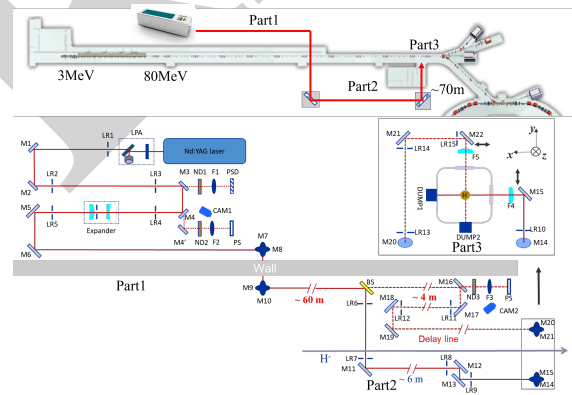 Part1
Part3
Part2
3MeV
80MeV
~70m
LR1
LPA
Nd:YAG laser
M1
M2
LR2
LR3
M3
ND1
F1
PSD
M5
LR5
Expander
LR4
M4
CAM1
M4'
ND2
F2
PS
M6
M7
M8
Wall
Part1
M9
M10
~ 60 m
BS
LR6
M18
LR12
M19
~ 4 m
LR11
M16
M17
ND3
F3
PS
CAM2
Delay line
M20
M21
H⁻
LR7
M11
Part2
~ 6 m
LR8
M12
M13
LR9
M15
M14
M21
LR14
LR15
M22
F5
y
x
z
DUMP1
DUMP2
F4
M15
LR10
LR13
M20
M14
Part3